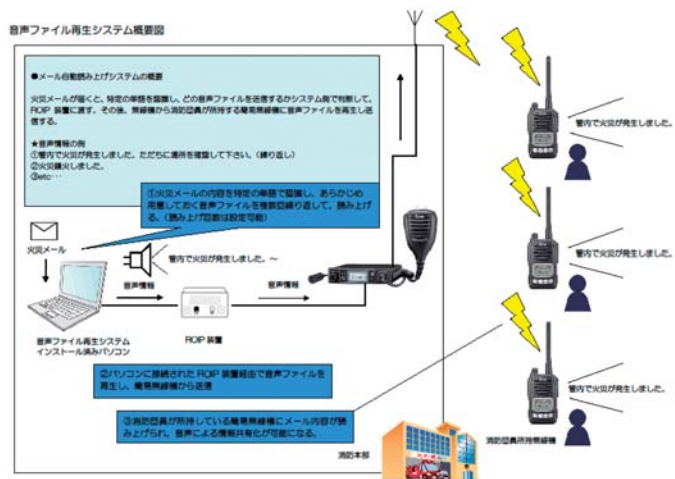 音声ファイル再生システム概要図
●メール自動読み上げシステムの概要
火災メールが届くと、特定の単語を認識し、どの音声ファイルを送信するかシステム側で判断して、
ROIP 装置に渡す。その後、無線機から消防団員が所持する簡易無線機に音声ファイルを再生し送
信する。
★音声情報の例
①管内で火災が発生しました。ただちに場所を確認して下さい。（繰り返し）
②火災鎮火しました。
③etc…
①火災メールの内容を特定の単語で認識し、あらかじめ
用意しておく音声ファイルを複数回繰り返して、読み上げ
る。（読み上げ回数は設定可能）
火災メール
管内で火災が発生しました。～
音声情報
音声情報
音声ファイル再生システム
インストール済みパソコン
ROIP 装置
②パソコンに接続された ROIP 装置経由で音声ファイルを
再生し、簡易無線機から送信
③消防団員が所持している簡易無線機にメール内容が読
み上げられ、音声による情報共有化が可能になる。
消防本部
管内で火災が発生しました。
管内で火災が発生しました。
管内で火災が発生しました。
消防団員所持無線機